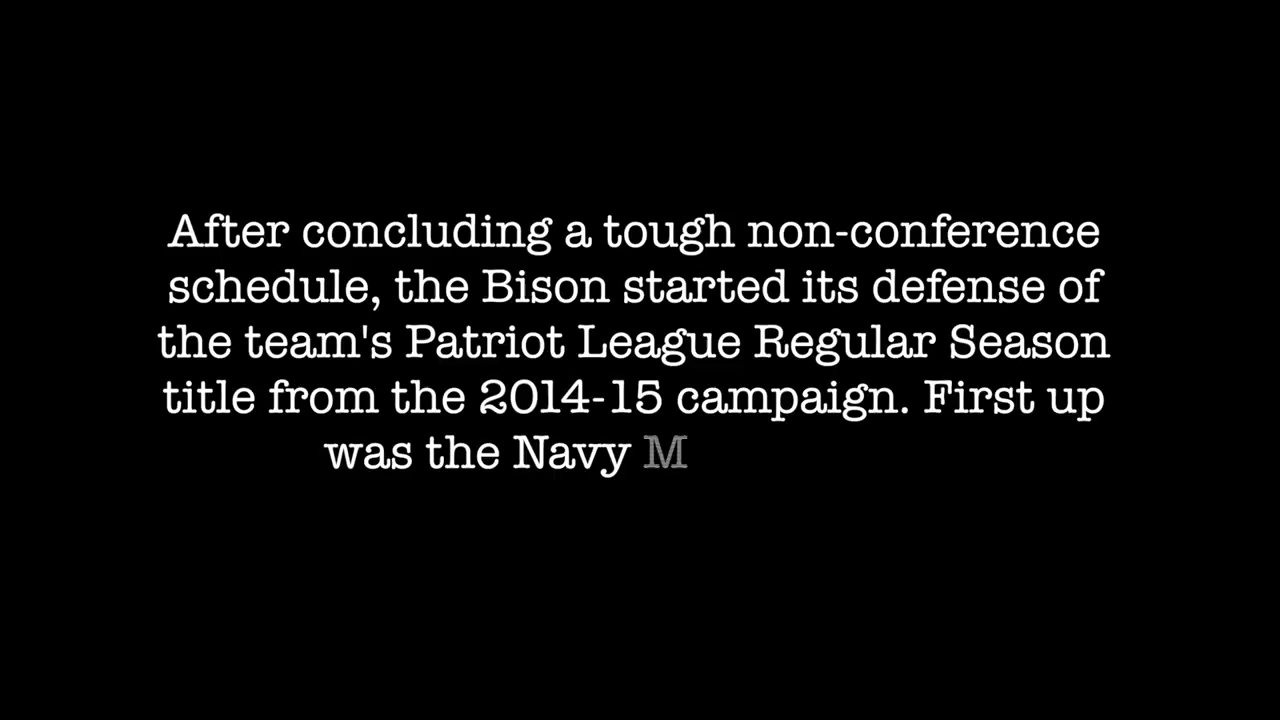 After concluding a tough non-conference
schedule, the Bison started its defense of
the team's Patriot League Regular Season
title from the 2014-15 campaign. First up
was the Navy M